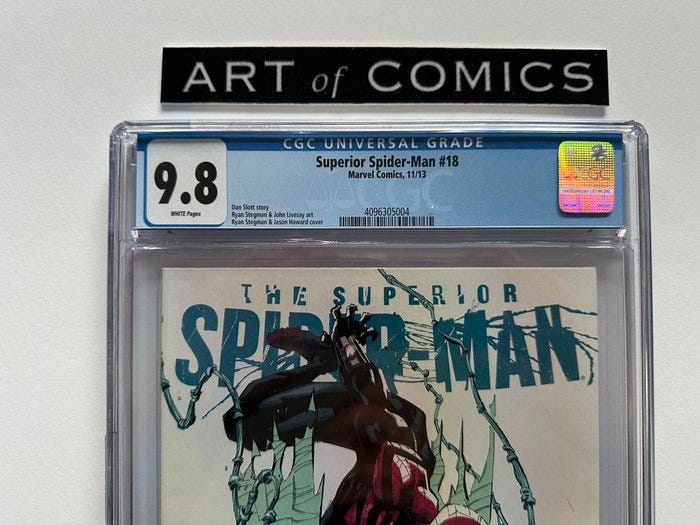 ART of COMICS
CGC UNIVERSAL GRADE
9.8
WHITE Pages
Superior Spider-Man #18
Marvel Comics, 11/13
Dan Slott story
Ryan Stegman & John Livesay art
Ryan Stegman & Jason Howard cover
4096305004
CGC
THE SUPERIOR
SPIDER-MAN